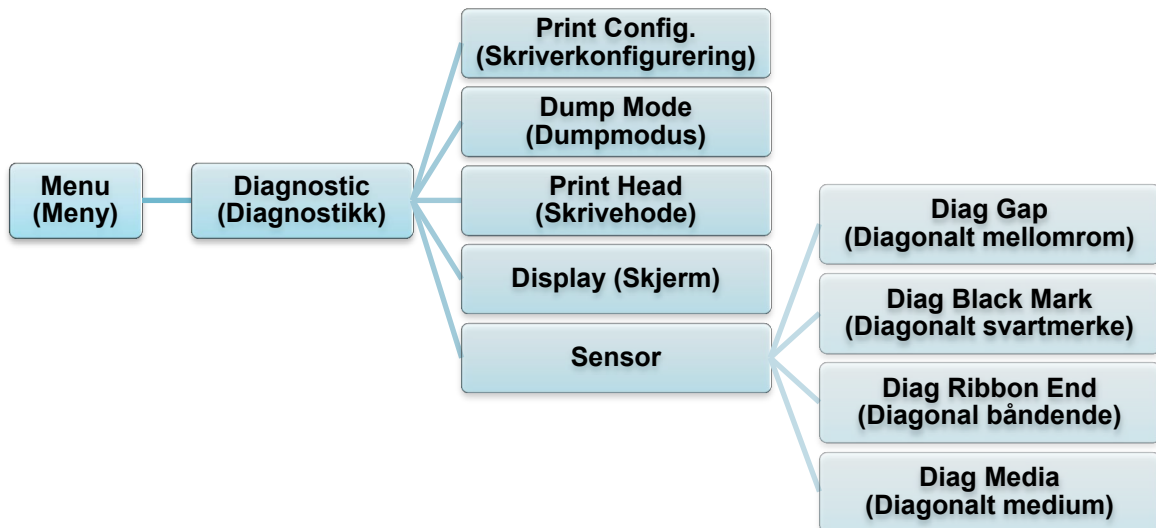 Menu
(Meny)
Diagnostic
(Diagnostikk)
Print Config.
(Skriverkonfigurering)
Dump Mode
(Dumpmodus)
Print Head
(Skrivehode)
Display (Skjerm)
Sensor
Diag Gap
(Diagonalt mellomrom)
Diag Black Mark
(Diagonalt svartmerke)
Diag Ribbon End
(Diagonal båndende)
Diag Media
(Diagonalt medium)